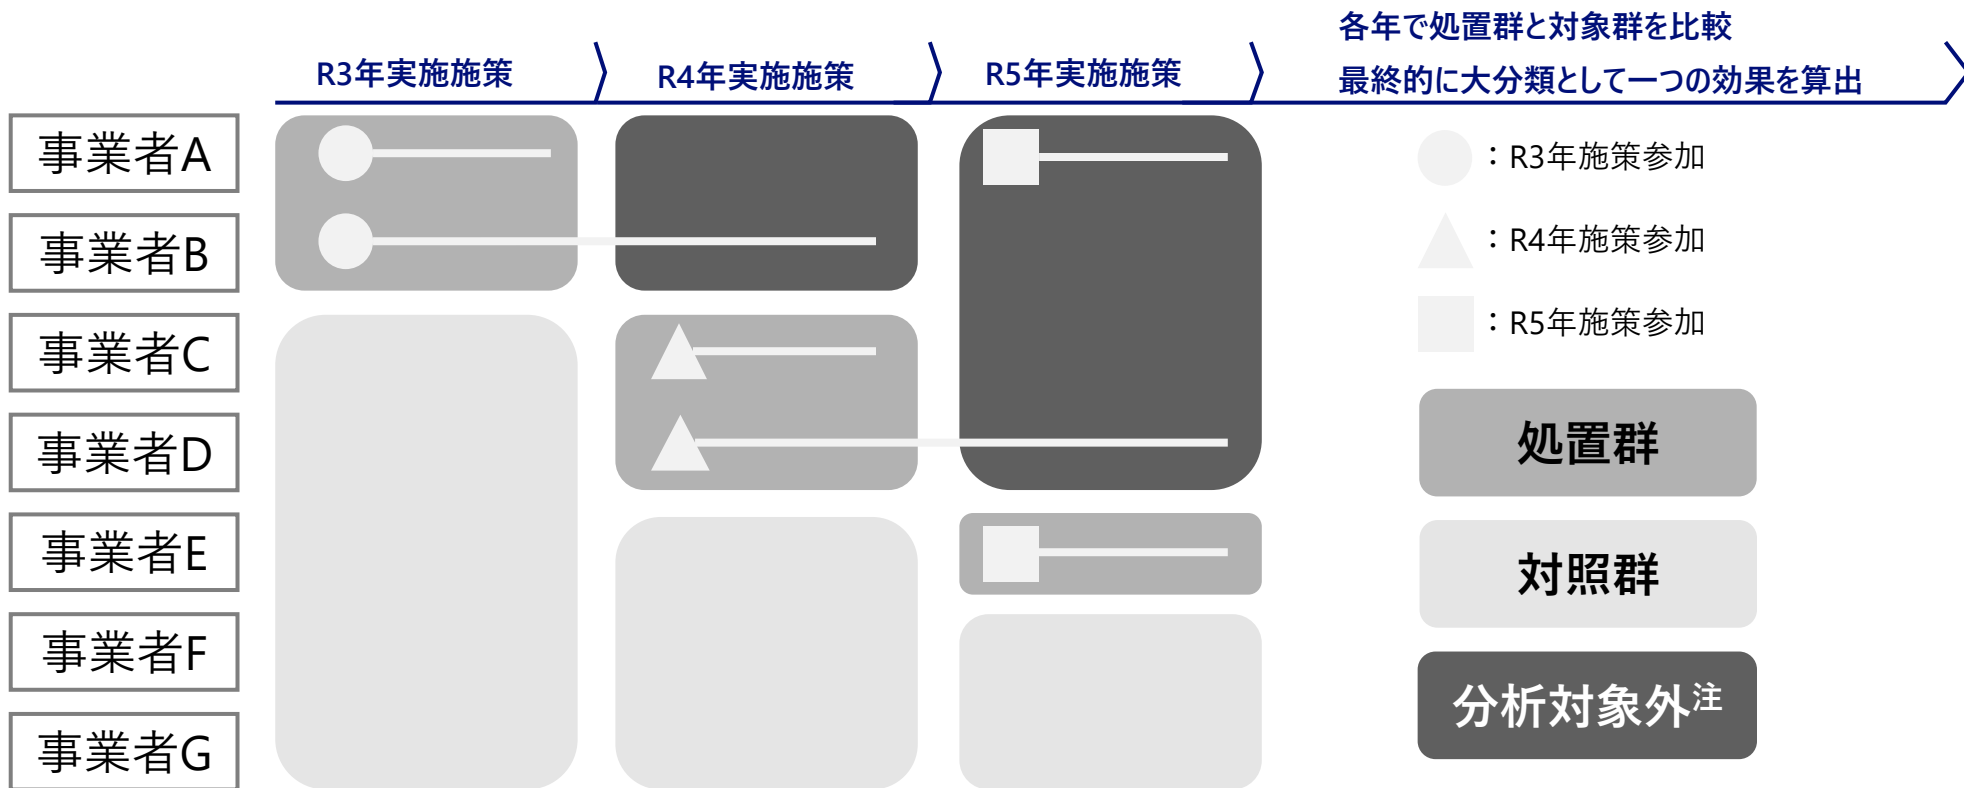 各年で処置群と対象群を比較
最終的に大分類として一つの効果を算出
R3年実施施策
R4年実施施策
R5年実施施策
事業者A
事業者B
事業者C
事業者D
事業者E
事業者F
事業者G
：R3年施策参加
：R4年施策参加
：R5年施策参加
処置群
対照群
分析対象外注